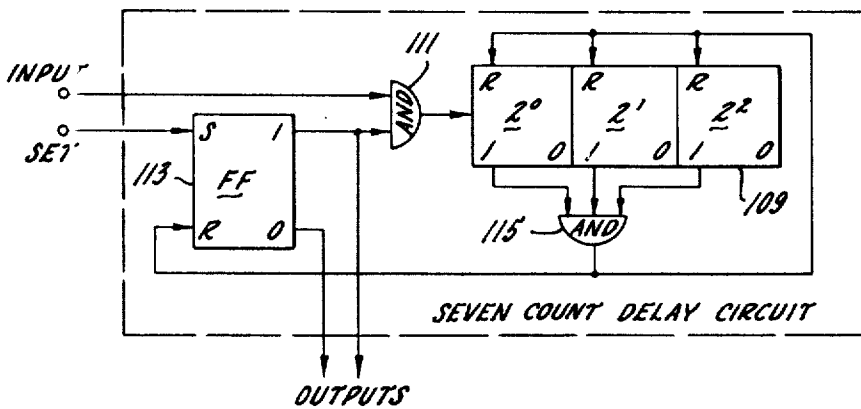 111
INPUT
AND
R R R
2⁰ 2¹ 2²
1 0 1 0 1 0
SET
S 1
113
FF
R 0
109
115
AND
SEVEN COUNT DELAY CIRCUIT
OUTPUTS